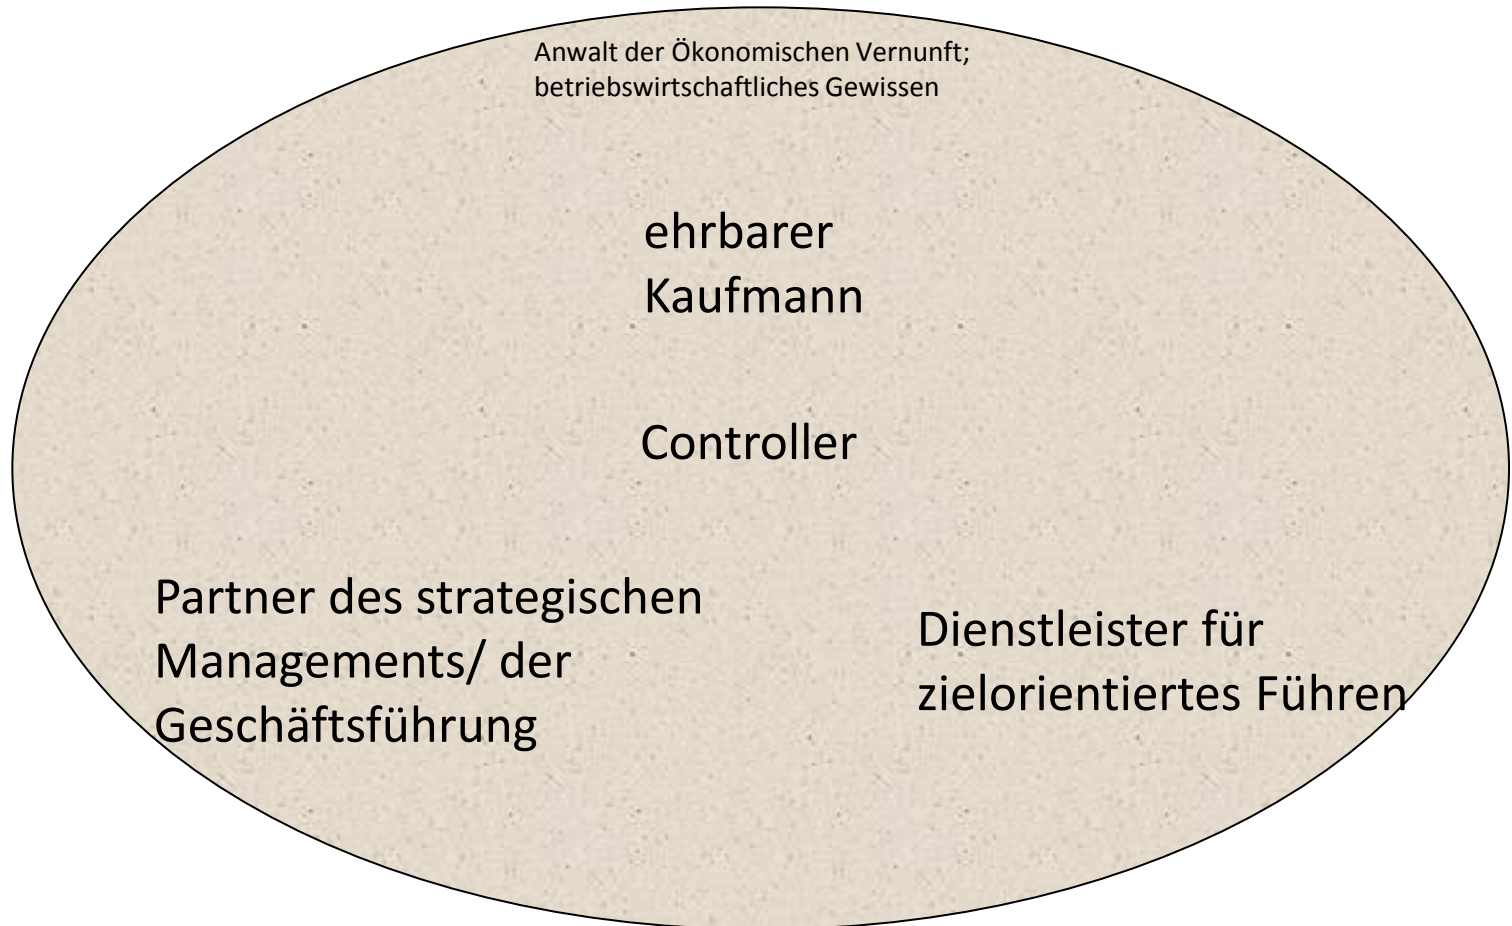 Anwalt der Ökonomischen Vernunft;
betriebswirtschaftliches Gewissen
ehrbarer
Kaufmann
Controller
Partner des strategischen
Managements/ der
Geschäftsführung
Dienstleister für
zielorientiertes Führen